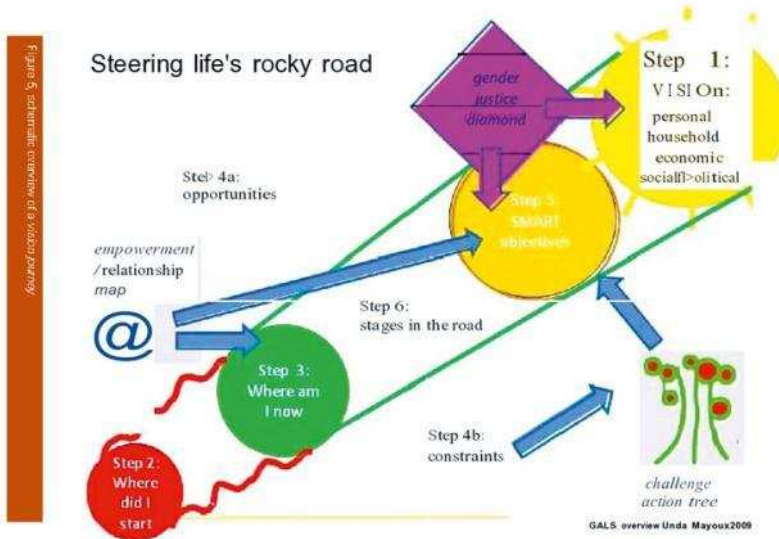 Figure 5, schematic overview of a vision journey
Steering life's rocky road
gender
justice
diamond
Step 1:
VISIOn:
personal
household
economic
socialfl>olitical
Stel> 4a:
opportunities
Step 5:
SMART
objectives
empowerment
/relationship
map
@
Step 6:
stages in the road
Step 3:
Where am
I now
Step 4b:
constraints
Step 2:
Where
did I
start
challenge
action tree
GALS overview Unda Mayoux2009